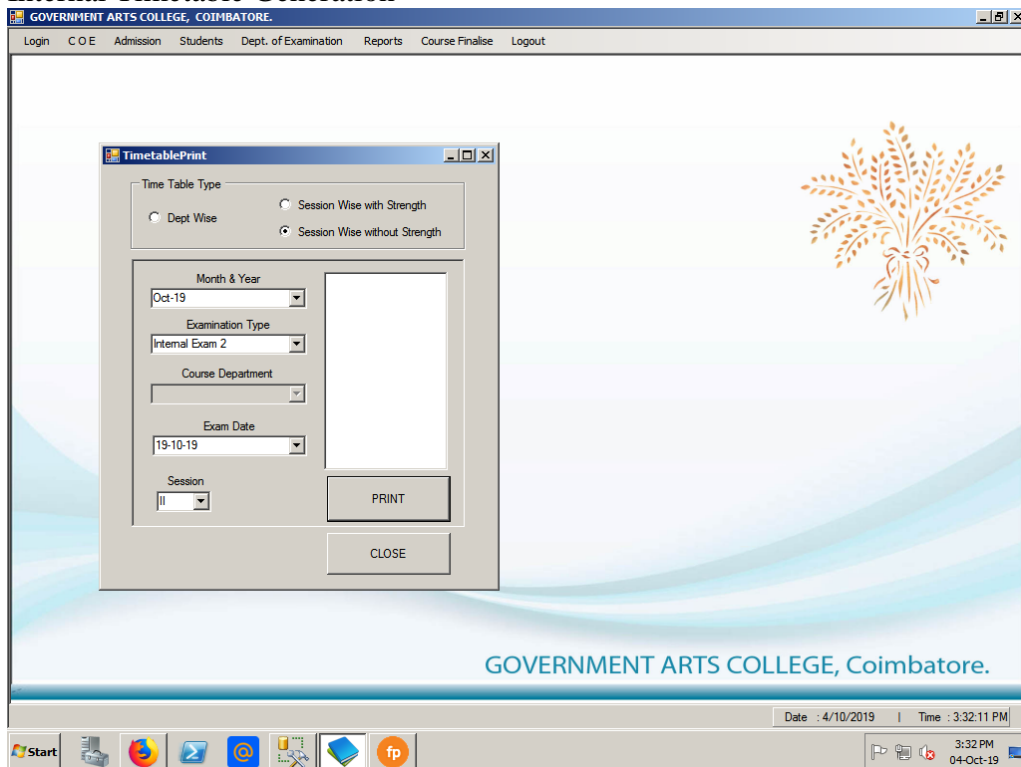 Internal Timetable Generation
GOVERNMENT ARTS COLLEGE, COIMBATORE.
Login C O E Admission Students Dept. of Examination Reports Course Finalise Logout
TimetablePrint
Time Table Type
Session Wise with Strength
Dept Wise
Session Wise without Strength
Month & Year
Oct-19
Examination Type
Internal Exam 2
Course Department
Exam Date
19-10-19
Session
II
PRINT
CLOSE
GOVERNMENT ARTS COLLEGE, Coimbatore.
Date : 4/10/2019 | Time : 3:32:11 PM
Start
@
fp
3:32 PM
04-Oct-19